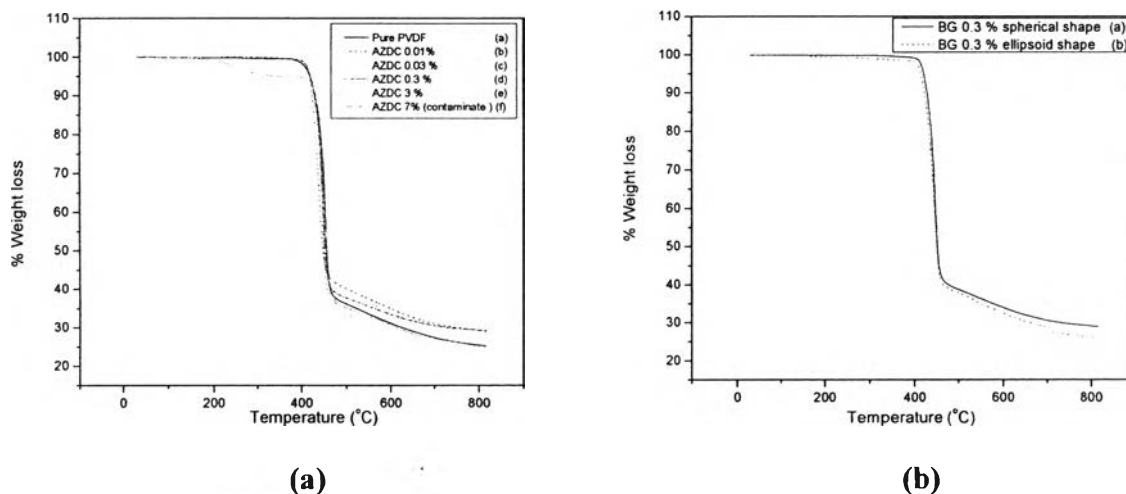 110
100
90
80
70
60
50
40
30
20
% Weight loss
Pure PVDF (a)
AZDC 0.01% (b)
AZDC 0.03 % (c)
AZDC 0.3 % (d)
AZDC 3 % (e)
AZDC 7% (contaminate ) (f)
0 200 400 600 800
Temperature (°C)
(a)
110
100
90
80
70
60
50
40
30
20
% Weight loss
BG 0.3 % spherical shape (a)
BG 0.3 % ellipsoid shape (b)
0 200 400 600 800
Temperature (°C)
(b)